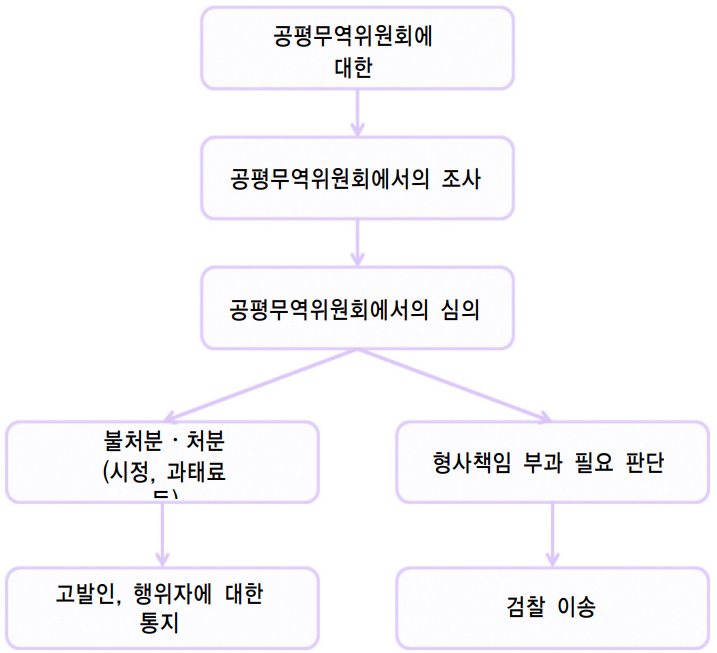 공평무역위원회에
대한
공평무역위원회에서의 조사
공평무역위원회에서의 심의
불처분 · 처분
(시정, 과태료
형사책임 부과 필요 판단
고발인, 행위자에 대한
통지
검찰 이송